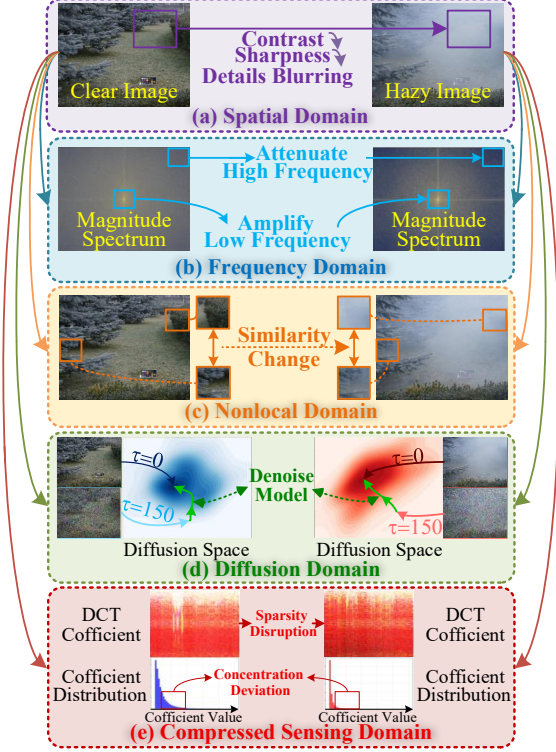 Contrast
Sharpness
Details Blurring
Clear Image
Hazy Image
(a) Spatial Domain
Attenuate
High Frequency
Magnitude
Spectrum
Amplify
Low Frequency
Magnitude
Spectrum
(b) Frequency Domain
Similarity
Change
(c) Nonlocal Domain
τ=0
τ=0
Denoise
Model
τ=150
τ=150
Diffusion Space
Diffusion Space
(d) Diffusion Domain
DCT
Cofficient
Sparsity
Disruption
DCT
Cofficient
Cofficient
Distribution
Concentration
Deviation
Cofficient
Distribution
Cofficient Value
Cofficient Value
(e) Compressed Sensing Domain